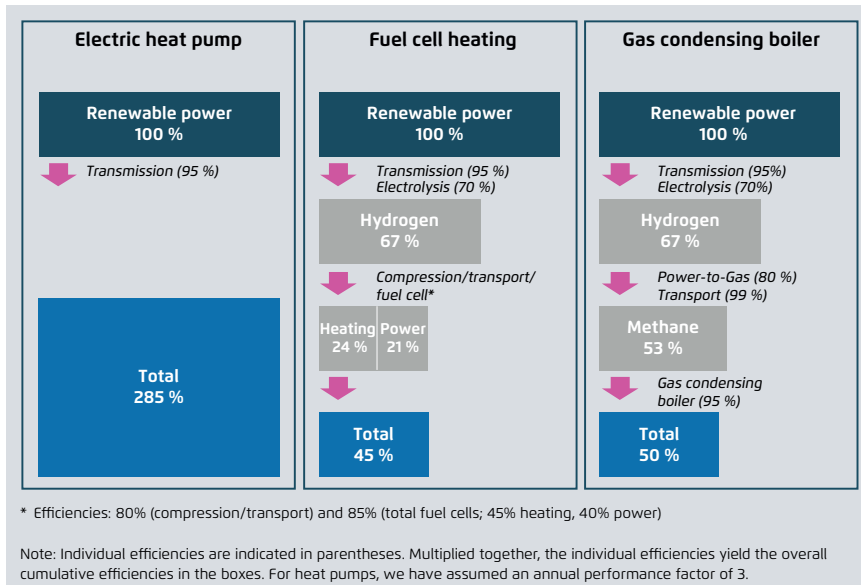 Electric heat pump
Renewable power
100 %
Transmission (95 %)
Total
285 %
Fuel cell heating
Renewable power
100 %
Transmission (95 %)
Electrolysis (70 %)
Hydrogen
67 %
Compression/transport/
fuel cell*
Heating
24 %
Power
21 %
Total
45 %
Gas condensing boiler
Renewable power
100 %
Transmission (95%)
Electrolysis (70%)
Hydrogen
67 %
Power-to-Gas (80 %)
Transport (99 %)
Methane
53 %
Gas condensing
boiler (95 %)
Total
50 %
* Efficiencies: 80% (compression/transport) and 85% (total fuel cells; 45% heating, 40% power)
Note: Individual efficiencies are indicated in parentheses. Multiplied together, the individual efficiencies yield the overall
cumulative efficiencies in the boxes. For heat pumps, we have assumed an annual performance factor of 3.